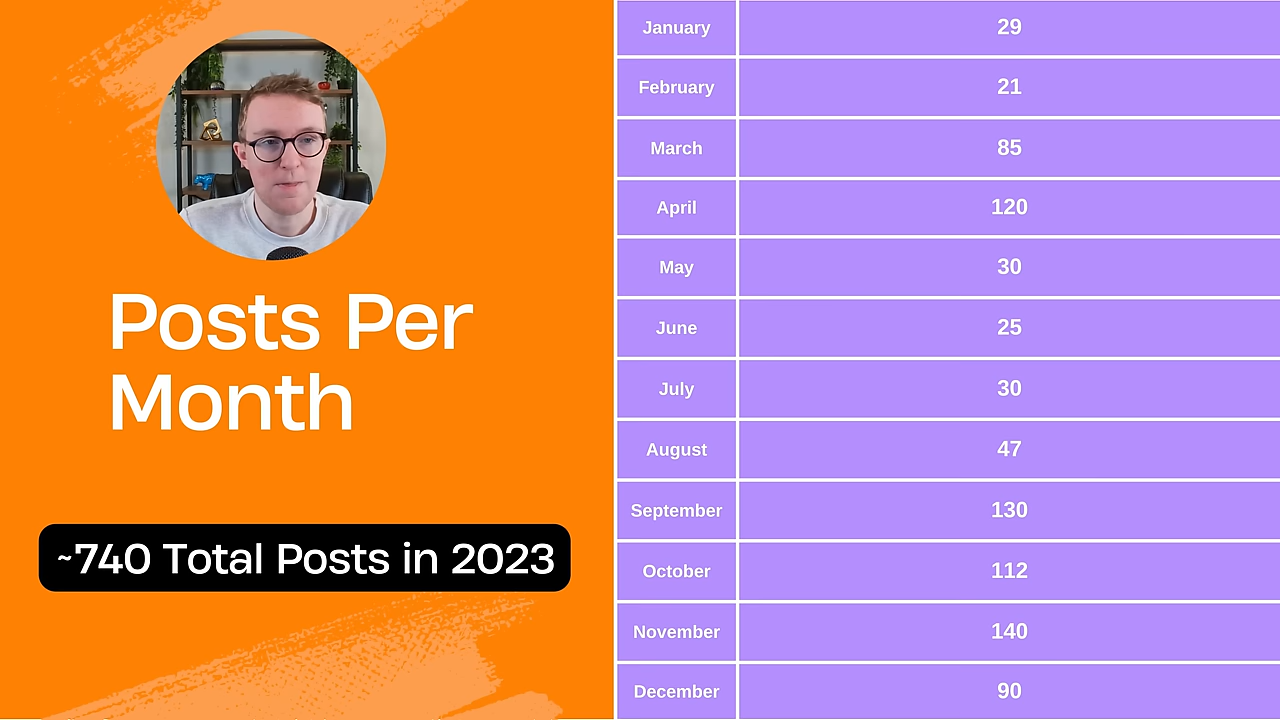 Posts Per
Month
~740 Total Posts in 2023
January 29
February 21
March 85
April 120
May 30
June 25
July 30
August 47
September 130
October 112
November 140
December 90